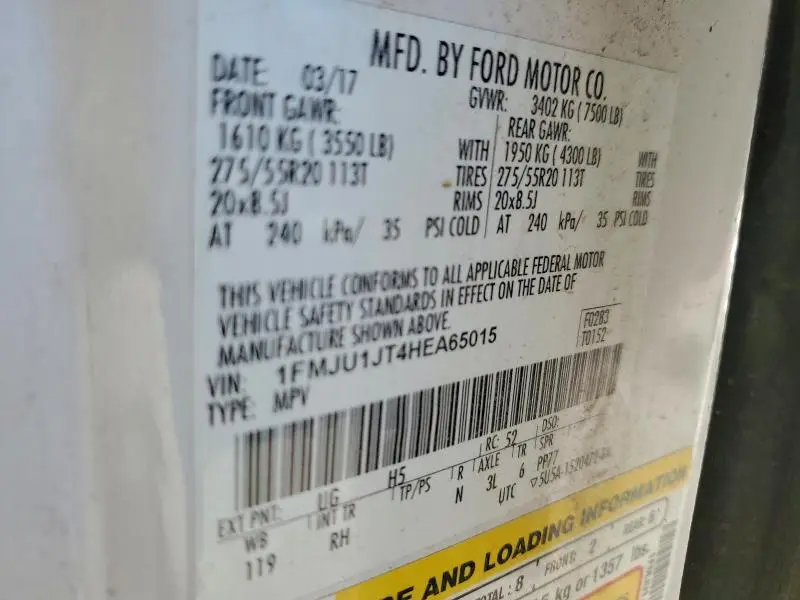 MFD. BY FORD MOTOR CO.
DATE: 03/17 GVWR: 3402 KG ( 7500 LB)
FRONT GAWR: REAR GAWR:
1610 KG ( 3550 LB) WITH 1950 KG ( 4300 LB) WITH
275/55R20 113T TIRES 275/55R20 113T TIRES
20x8.5J RIMS 20x8.5J RIMS
AT 240 kPa/ 35 PSI COLD AT 240 kPa/ 35 PSI COLD
THIS VEHICLE CONFORMS TO ALL APPLICABLE FEDERAL MOTOR
VEHICLE SAFETY STANDARDS IN EFFECT ON THE DATE OF
MANUFACTURE SHOWN ABOVE.
F0283
T0152
VIN: 1FMJU1JT4HEA65015
TYPE: MPV
EXT PNT: UG H5 RC: 52 DSO:
WB INT TR TP/PS R AXLE TR SPR
119 RH N 3L 6 PP77
UTC
AND LOADING INFORMATION
TOTAL: 8 FRONT: 2 REAR: 6
kg or 1357 lbs.